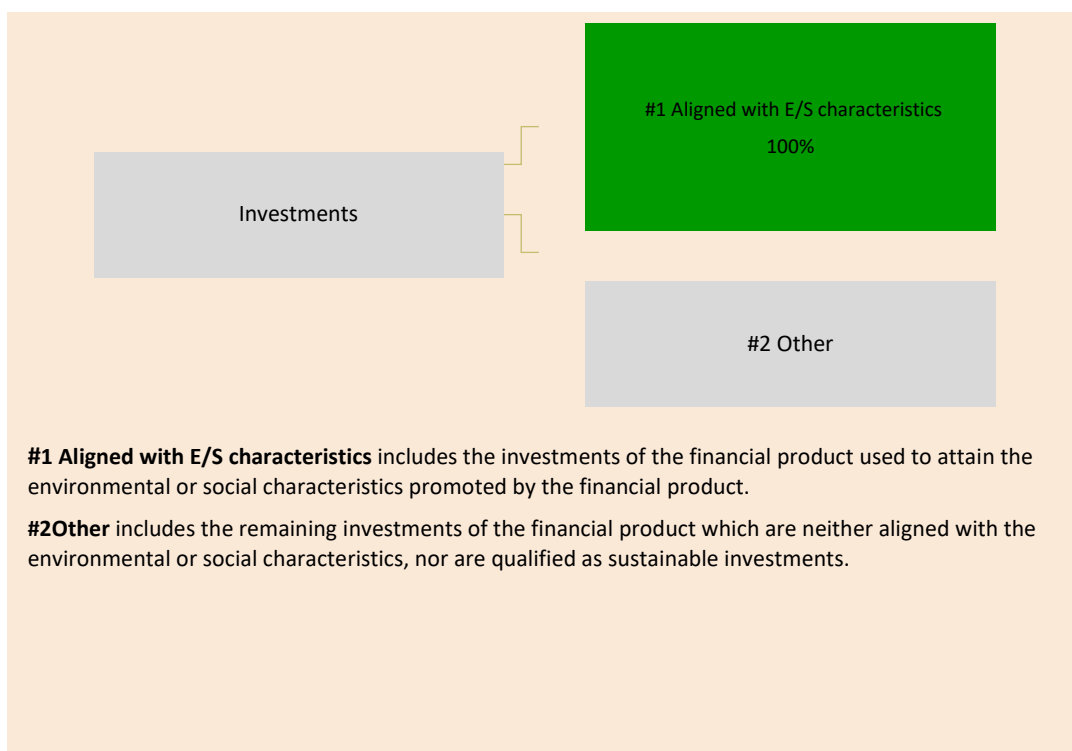 #1 Aligned with E/S characteristics
100%
Investments
#2 Other
#1 Aligned with E/S characteristics includes the investments of the financial product used to attain the
environmental or social characteristics promoted by the financial product.
#2Other includes the remaining investments of the financial product which are neither aligned with the
environmental or social characteristics, nor are qualified as sustainable investments.